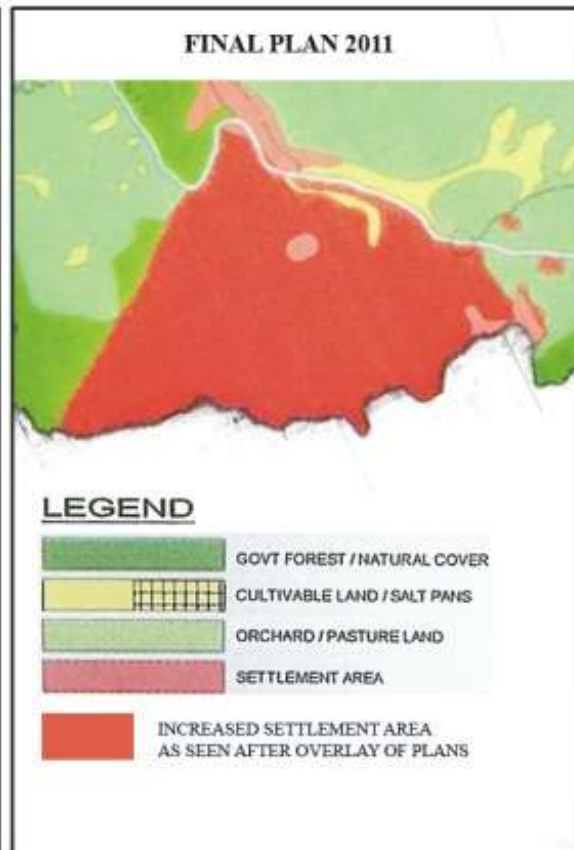 FINAL PLAN 2011
LEGEND
GOVT FOREST / NATURAL COVER
CULTIVABLE LAND / SALT PANS
ORCHARD / PASTURE LAND
SETTLEMENT AREA
INCREASED SETTLEMENT AREA
AS SEEN AFTER OVERLAY OF PLANS